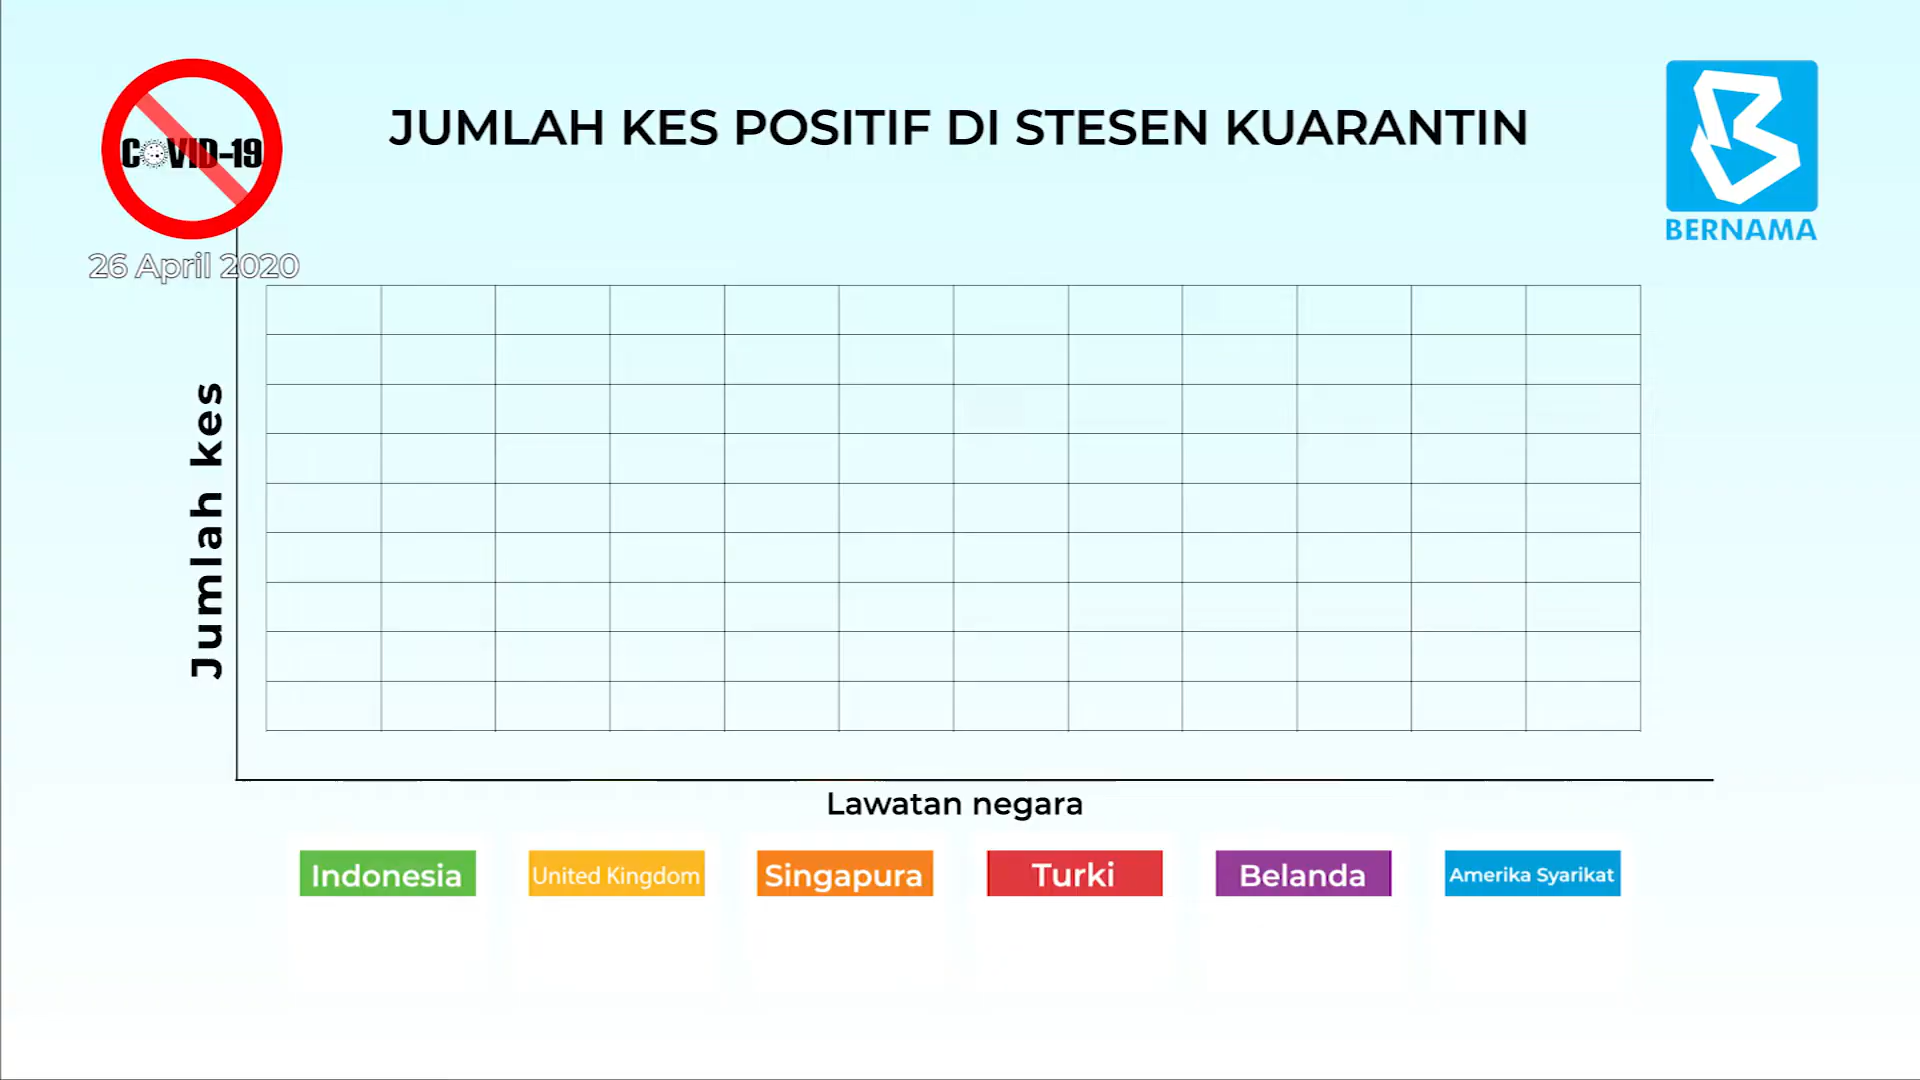 COVID-19
JUMLAH KES POSITIF DI STESEN KUARANTIN
BERNAMA
26 April 2020
Jumlah kes
Lawatan negara
Indonesia
United Kingdom
Singapura
Turki
Belanda
Amerika Syarikat